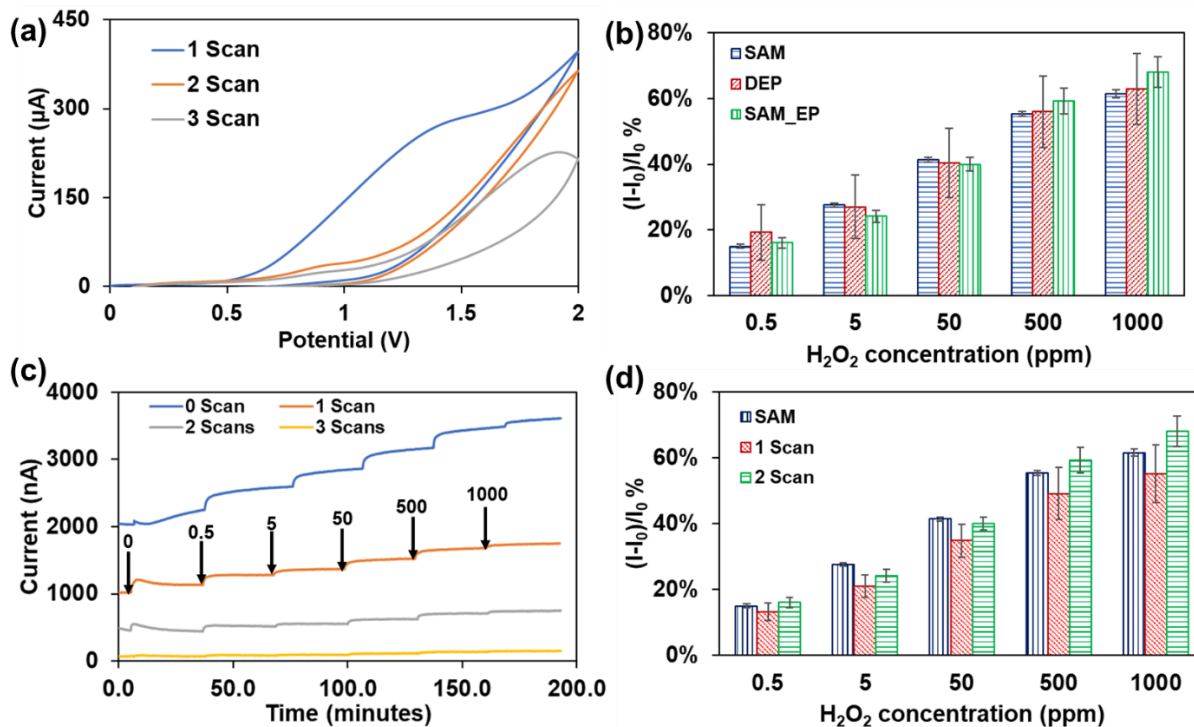 (a)
450
300
150
0
Current (µA)
1 Scan
2 Scan
3 Scan
0
0.5
1
1.5
2
Potential (V)
(b)
80%
60%
40%
20%
0%
(I-I₀)/I₀ %
SAM
DEP
SAM_EP
0.5
5
50
500
1000
H₂O₂ concentration (ppm)
(c)
4000
3000
2000
1000
0
Current (nA)
0 Scan
1 Scan
2 Scans
3 Scans
0
0.5
5
50
500
1000
0.0
50.0
100.0
150.0
200.0
Time (minutes)
(d)
80%
60%
40%
20%
0%
(I-I₀)/I₀ %
SAM
1 Scan
2 Scan
0.5
5
50
500
1000
H₂O₂ concentration (ppm)